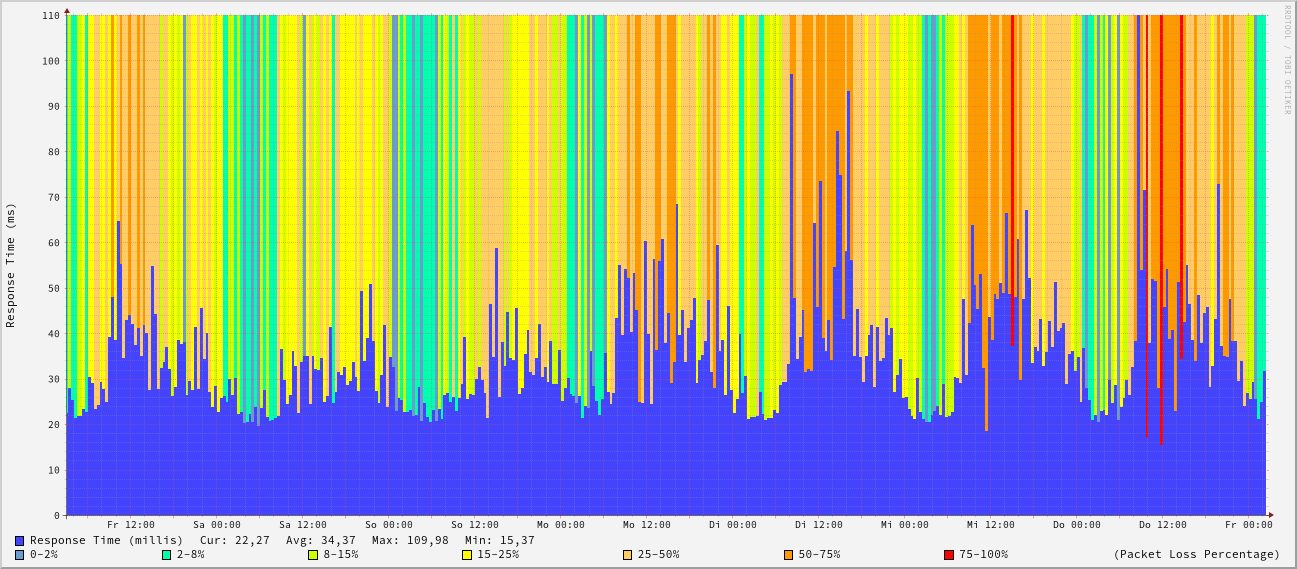 110
100
90
80
70
60
50
40
30
20
10
0
Response Time (ms)
RRDTOOL / TOBI OETIKER
Fr 12:00 Sa 00:00 Sa 12:00 So 00:00 So 12:00 Mo 00:00 Mo 12:00 Di 00:00 Di 12:00 Mi 00:00 Mi 12:00 Do 00:00 Do 12:00 Fr 00:00
Response Time (millis) Cur: 22,27 Avg: 34,37 Max: 109,98 Min: 15,37
0-2% 2-8% 8-15% 15-25% 25-50% 50-75% 75-100% (Packet Loss Percentage)